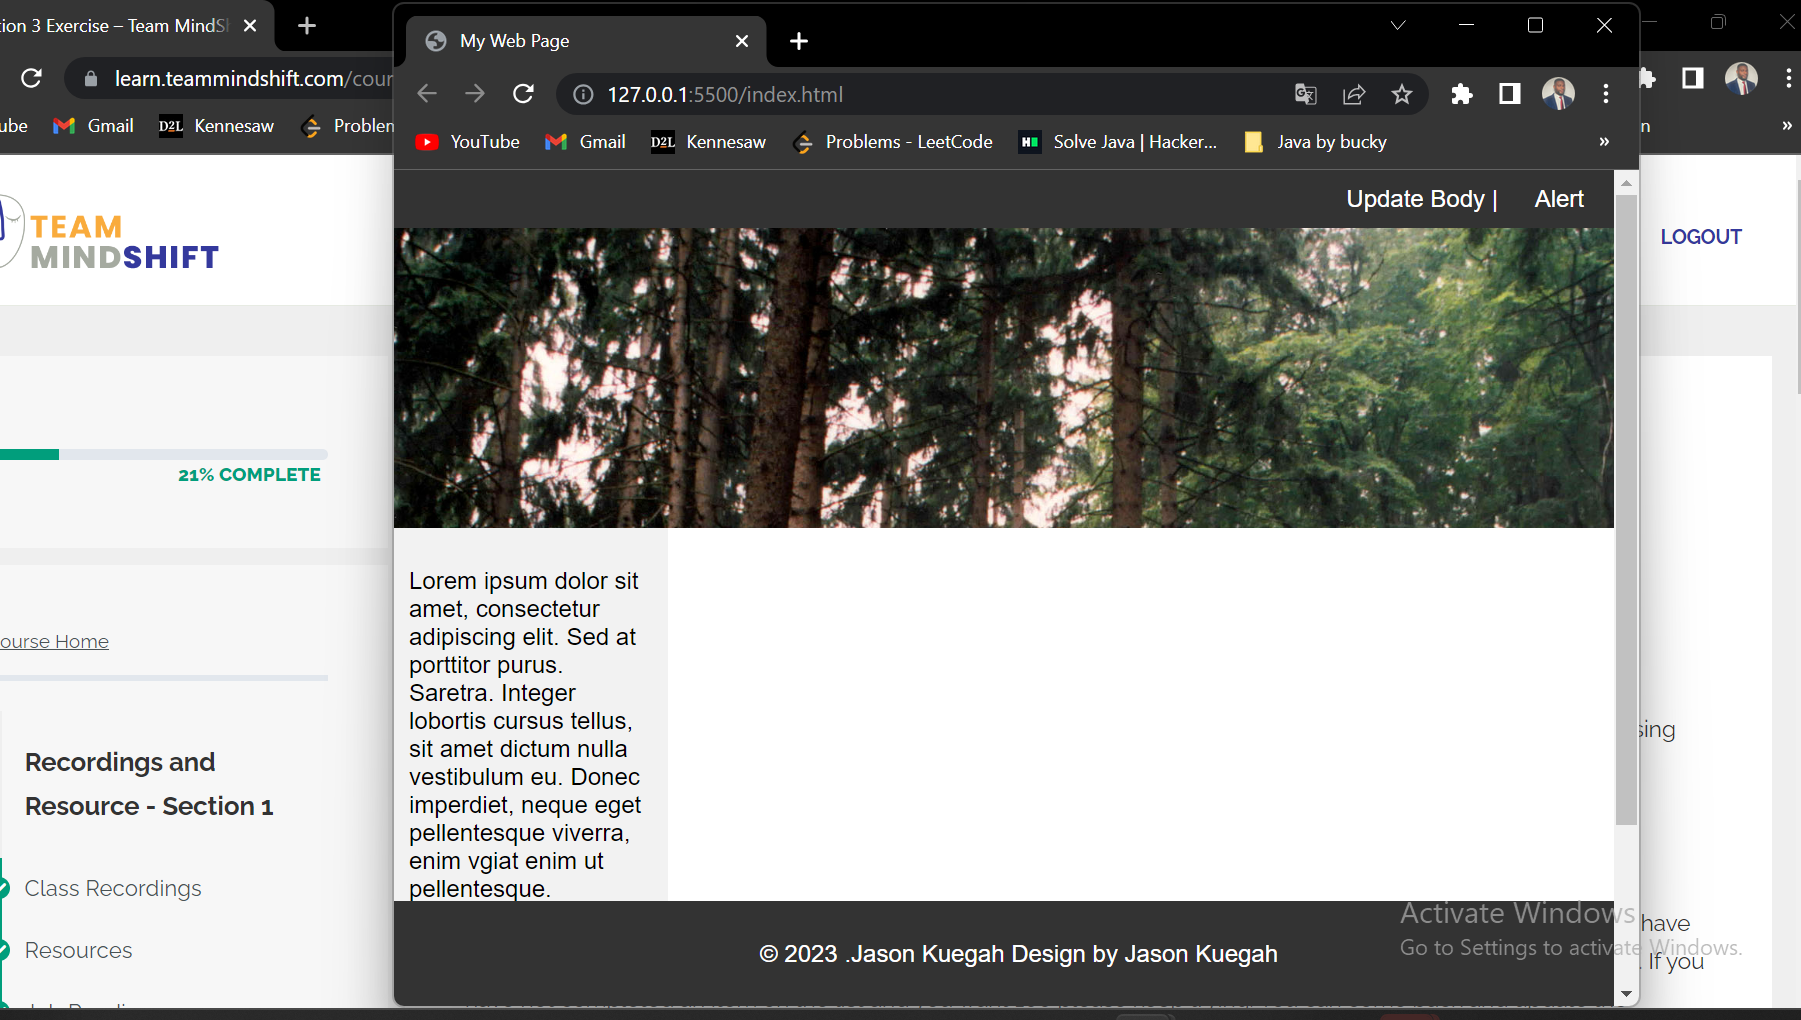 ion 3 Exercise – Team MindSh
learn.teammindshift.com/cour
ube Gmail D2L Kennesaw Problem
My Web Page
127.0.0.1:5500/index.html
YouTube Gmail D2L Kennesaw Problems - LeetCode H Solve Java | Hacker... Java by bucky »
n »
TEAM
MINDSHIFT
LOGOUT
21% COMPLETE
ourse Home
Recordings and
Resource - Section 1
Class Recordings
Resources
Update Body | Alert
Lorem ipsum dolor sit
amet, consectetur
adipiscing elit. Sed at
porttitor purus.
Saretra. Integer
lobortis cursus tellus,
sit amet dictum nulla
vestibulum eu. Donec
imperdiet, neque eget
pellentesque viverra,
enim vgiat enim ut
pellentesque.
© 2023 .Jason Kuegah Design by Jason Kuegah
sing
have
. If you
Activate Windows
Go to Settings to activate Windows.